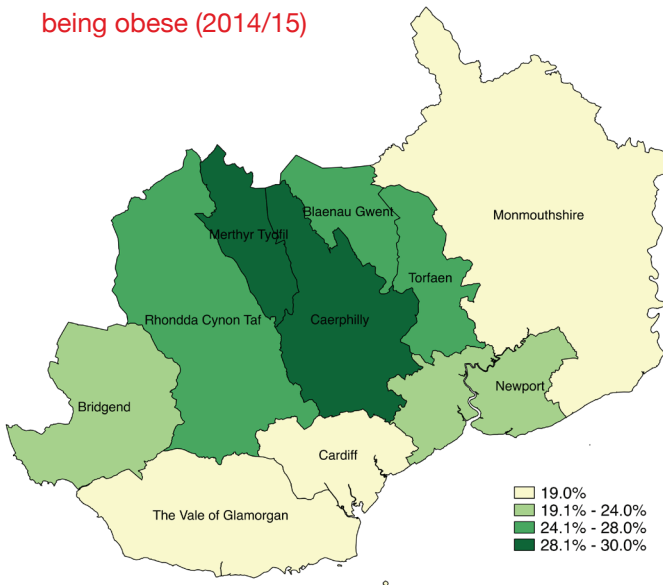 being obese (2014/15)
Monmouthshire
Blaenau Gwent
Merthyr Tydfil
Torfaen
Rhondda Cynon Taf
Caerphilly
Newport
Bridgend
Cardiff
The Vale of Glamorgan
19.0%
19.1% - 24.0%
24.1% - 28.0%
28.1% - 30.0%